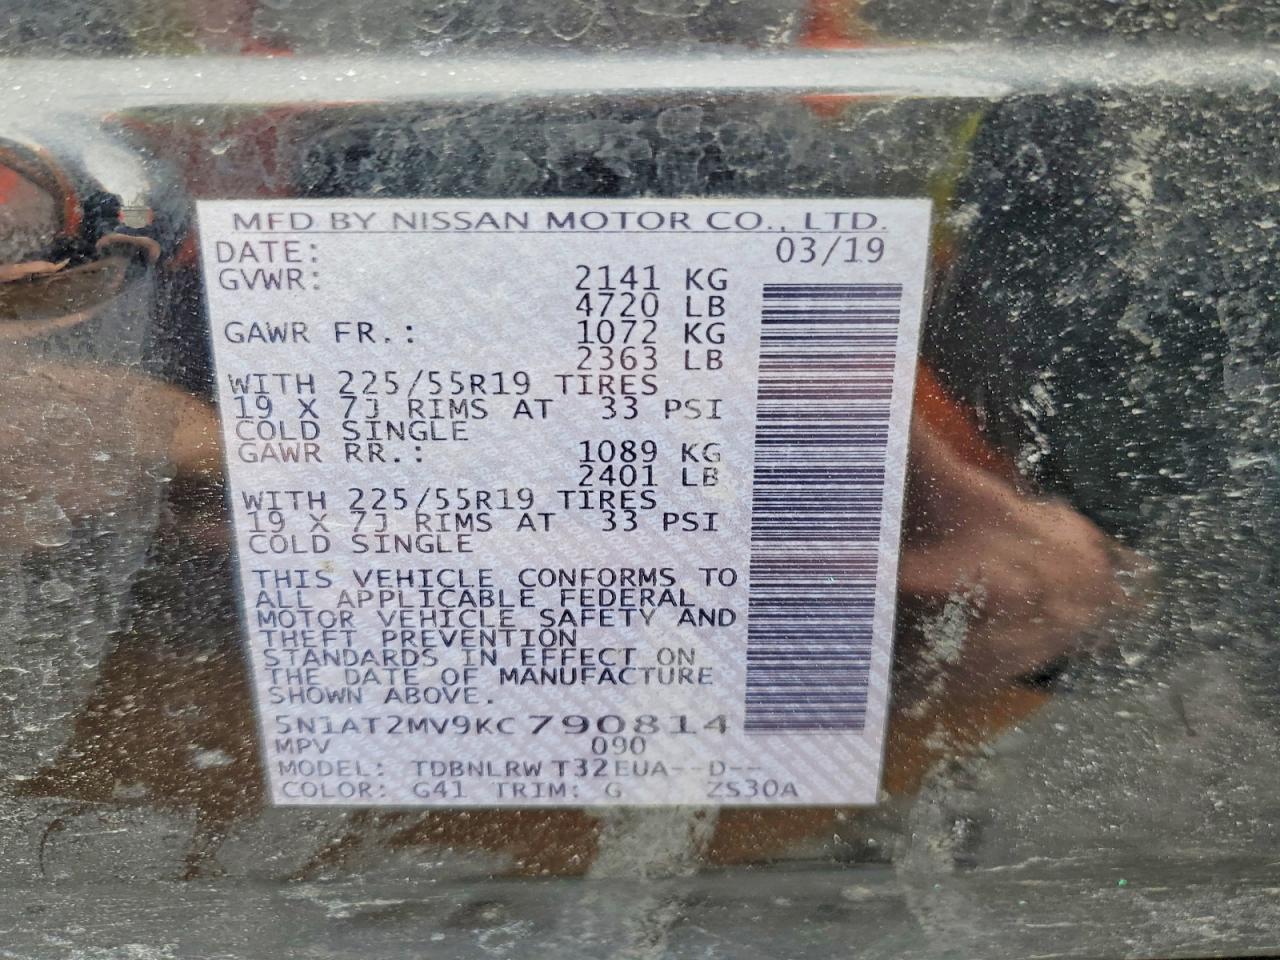 MFD BY NISSAN MOTOR CO., LTD.
DATE: 03/19
GVWR: 2141 KG
4720 LB
GAWR FR.: 1072 KG
2363 LB
WITH 225/55R19 TIRES
19 X 7J RIMS AT 33 PSI
COLD SINGLE
GAWR RR.: 1089 KG
2401 LB
WITH 225/55R19 TIRES
19 X 7J RIMS AT 33 PSI
COLD SINGLE
THIS VEHICLE CONFORMS TO
ALL APPLICABLE FEDERAL
MOTOR VEHICLE SAFETY AND
THEFT PREVENTION
STANDARDS IN EFFECT ON
THE DATE OF MANUFACTURE
SHOWN ABOVE.
5N1AT2MV9KC790814
MPV 090
MODEL: TDBNLRWT32EUA--D--
COLOR: G41 TRIM: G ZS30A